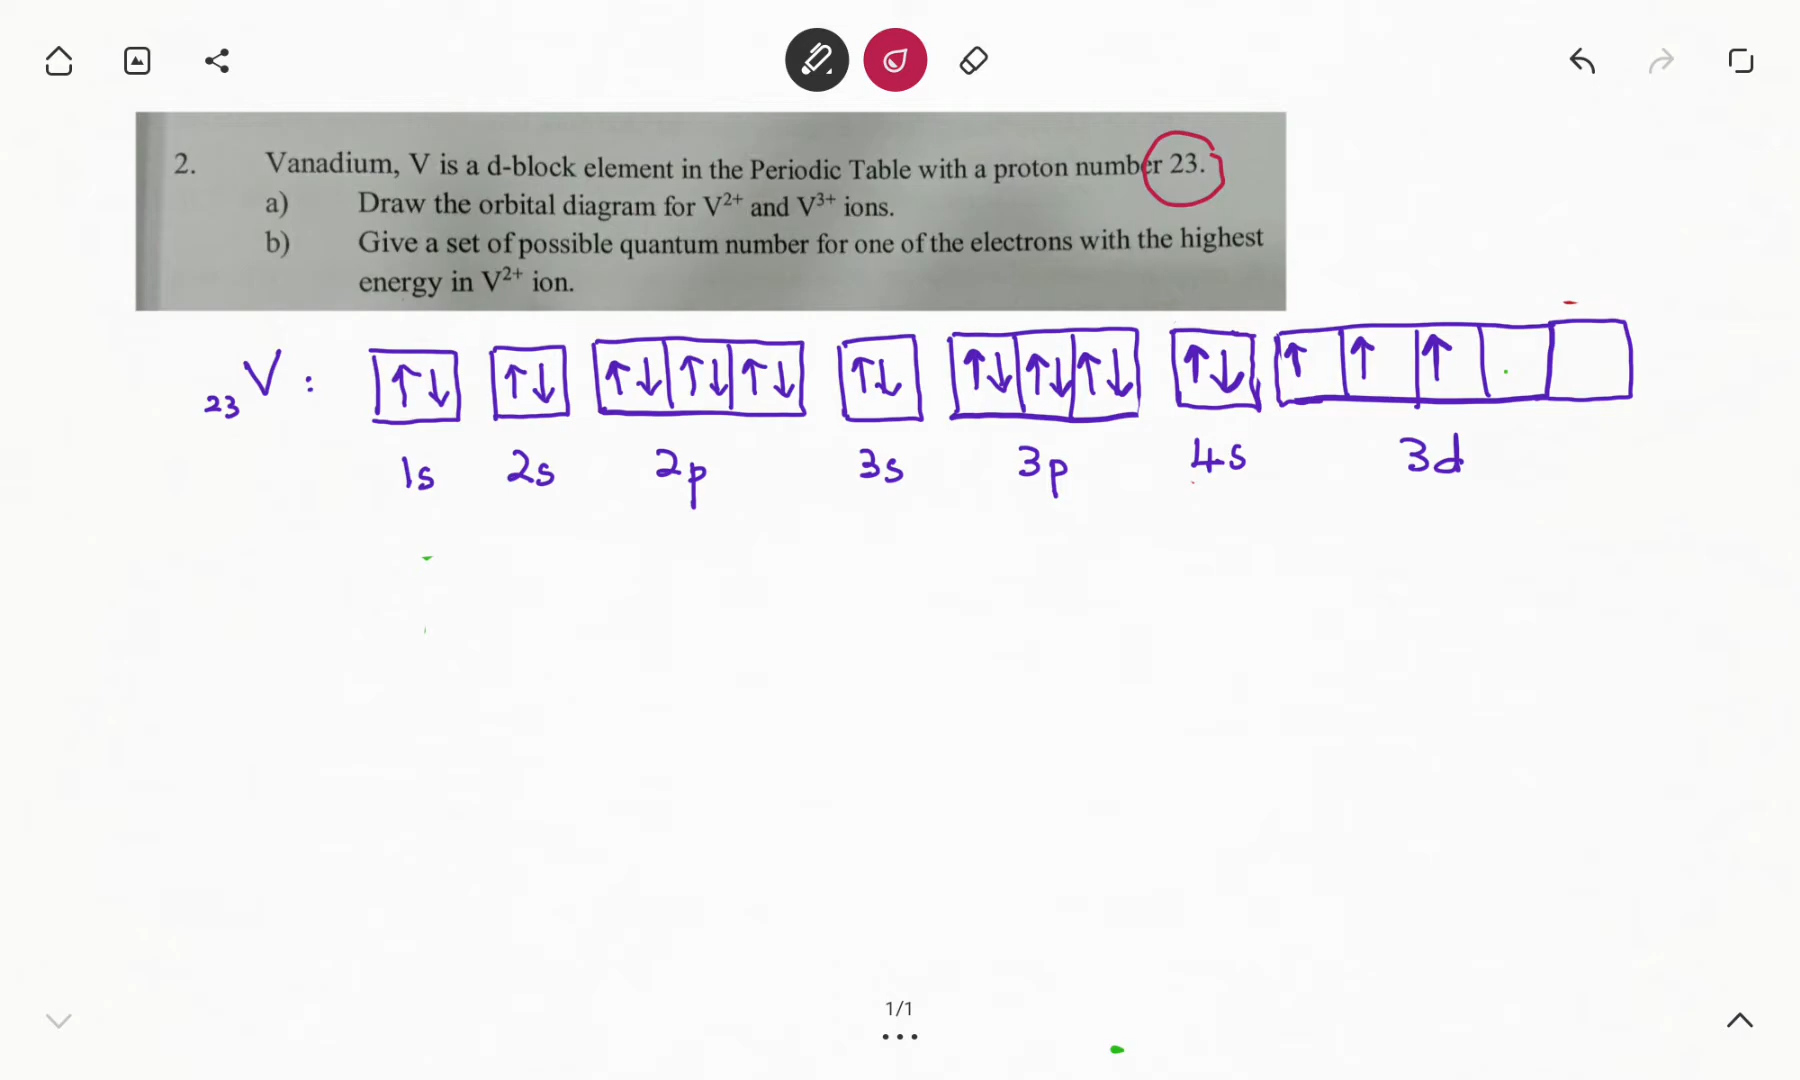 2. Vanadium, V is a d-block element in the Periodic Table with a proton number 23.
a) Draw the orbital diagram for V²⁺ and V³⁺ ions.
b) Give a set of possible quantum number for one of the electrons with the highest
energy in V²⁺ ion.
₂₃V : ↑↓ ↑↓ ↑↓ ↑↓ ↑↓ ↑↓ ↑↓ ↑↓ ↑↓ ↑↓ ↑ ↑ ↑
1s 2s 2p 3s 3p 4s 3d
1/1